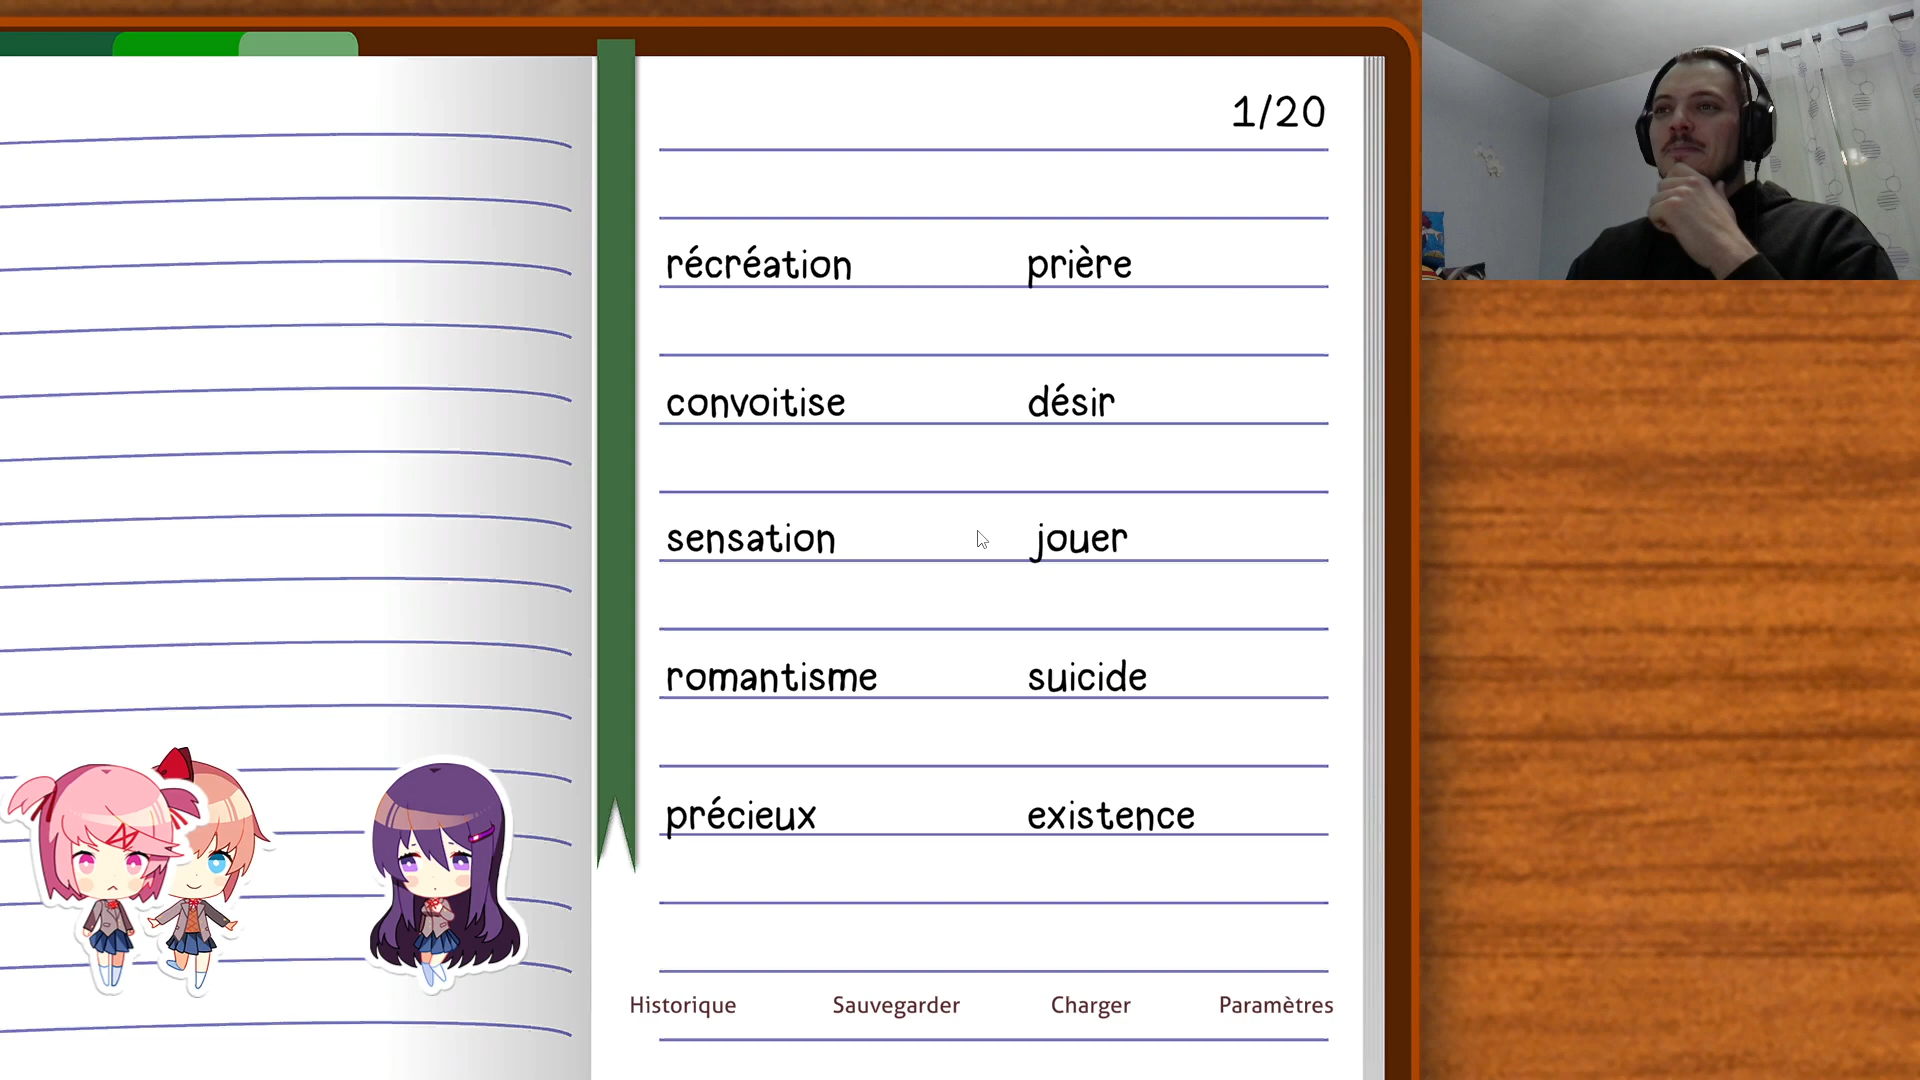 1/20
récréation prière
convoitise désir
sensation jouer
romantisme suicide
précieux existence
Historique Sauvegarder Charger Paramètres